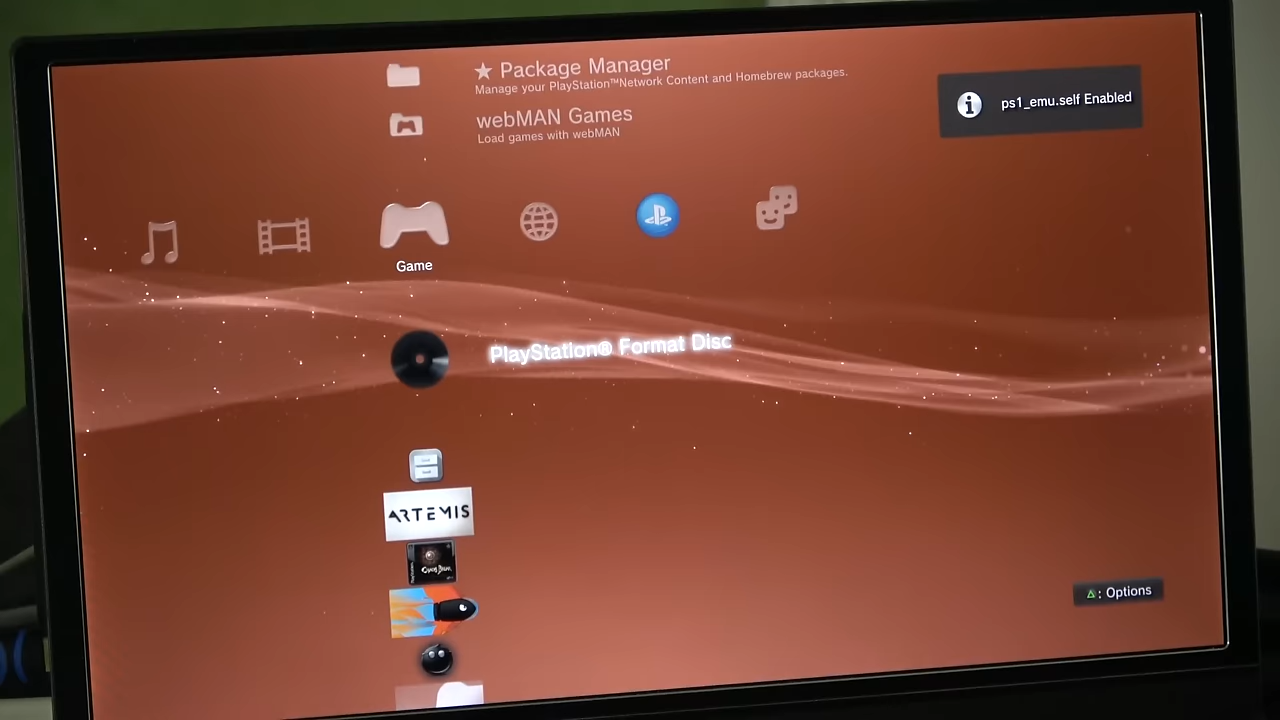 ★ Package Manager
Manage your PlayStation™Network Content and Homebrew packages.
webMAN Games
Load games with webMAN
ps1_emu.self Enabled
Game
PlayStation® Format Disc
ARTEMIS
△: Options